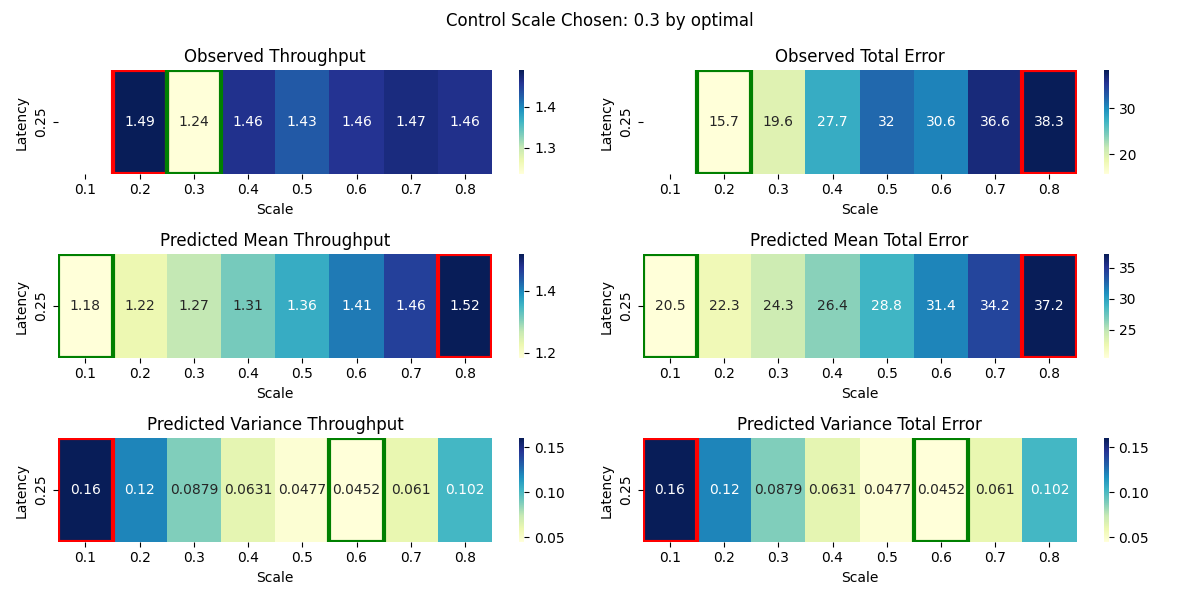 Control Scale Chosen: 0.3 by optimal
Observed Throughput
Latency
0.25
1.49 1.24 1.46 1.43 1.46 1.47 1.46
0.1 0.2 0.3 0.4 0.5 0.6 0.7 0.8
Scale
1.4
1.3
Observed Total Error
Latency
0.25
15.7 19.6 27.7 32 30.6 36.6 38.3
0.1 0.2 0.3 0.4 0.5 0.6 0.7 0.8
Scale
30
20
Predicted Mean Throughput
Latency
0.25
1.18 1.22 1.27 1.31 1.36 1.41 1.46 1.52
0.1 0.2 0.3 0.4 0.5 0.6 0.7 0.8
Scale
1.4
1.2
Predicted Mean Total Error
Latency
0.25
20.5 22.3 24.3 26.4 28.8 31.4 34.2 37.2
0.1 0.2 0.3 0.4 0.5 0.6 0.7 0.8
Scale
35
30
25
Predicted Variance Throughput
Latency
0.25
0.16 0.12 0.0879 0.0631 0.0477 0.0452 0.061 0.102
0.1 0.2 0.3 0.4 0.5 0.6 0.7 0.8
Scale
0.15
0.10
0.05
Predicted Variance Total Error
Latency
0.25
0.16 0.12 0.0879 0.0631 0.0477 0.0452 0.061 0.102
0.1 0.2 0.3 0.4 0.5 0.6 0.7 0.8
Scale
0.15
0.10
0.05